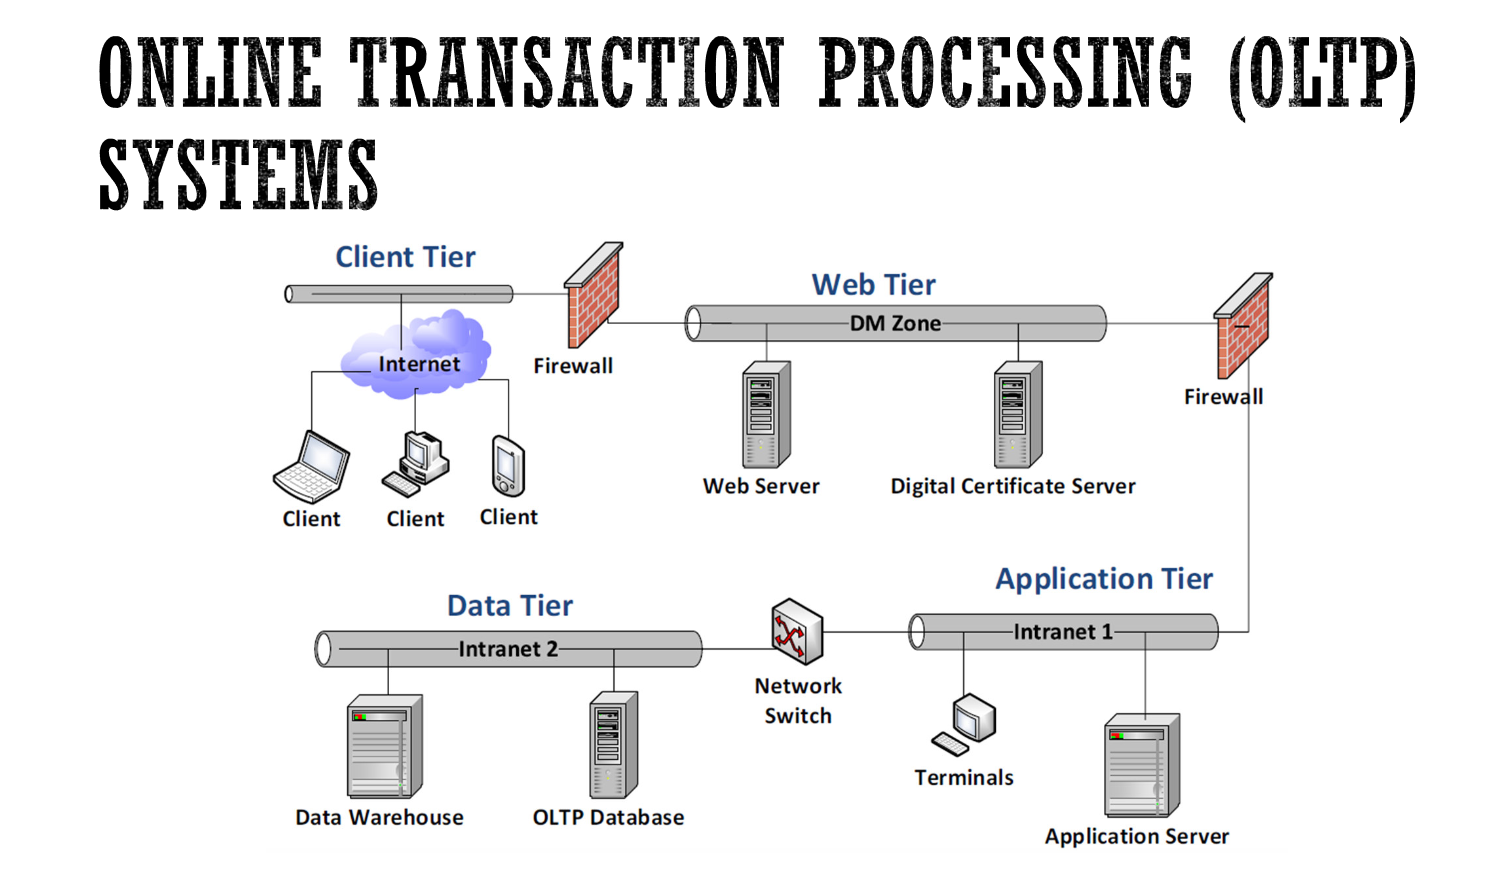 ONLINE TRANSACTION PROCESSING (OLTP)
SYSTEMS
Client Tier
Internet
Client
Client
Client
Firewall
Web Tier
DM Zone
Web Server
Digital Certificate Server
Firewall
Data Tier
Intranet 2
Data Warehouse
OLTP Database
Network
Switch
Application Tier
Intranet 1
Terminals
Application Server